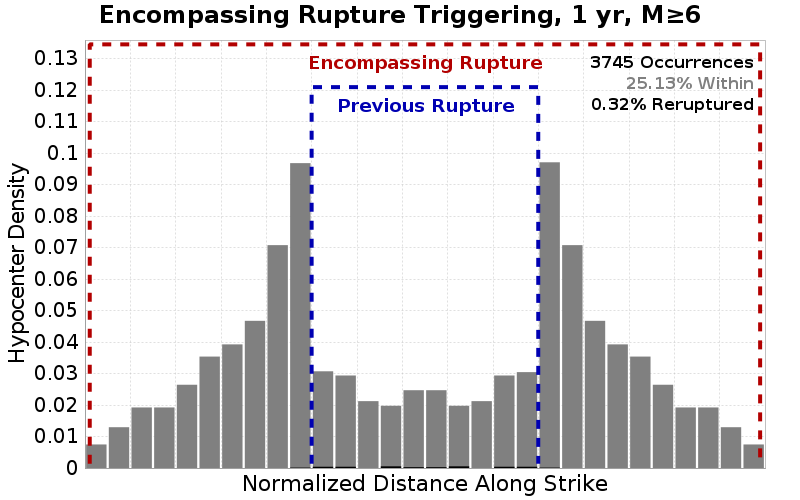 Encompassing Rupture Triggering, 1 yr, M≥6
Encompassing Rupture
Previous Rupture
3745 Occurrences
25.13% Within
0.32% Reruptured
Hypocenter Density
0.13
0.12
0.11
0.1
0.09
0.08
0.07
0.06
0.05
0.04
0.03
0.02
0.01
0
Normalized Distance Along Strike